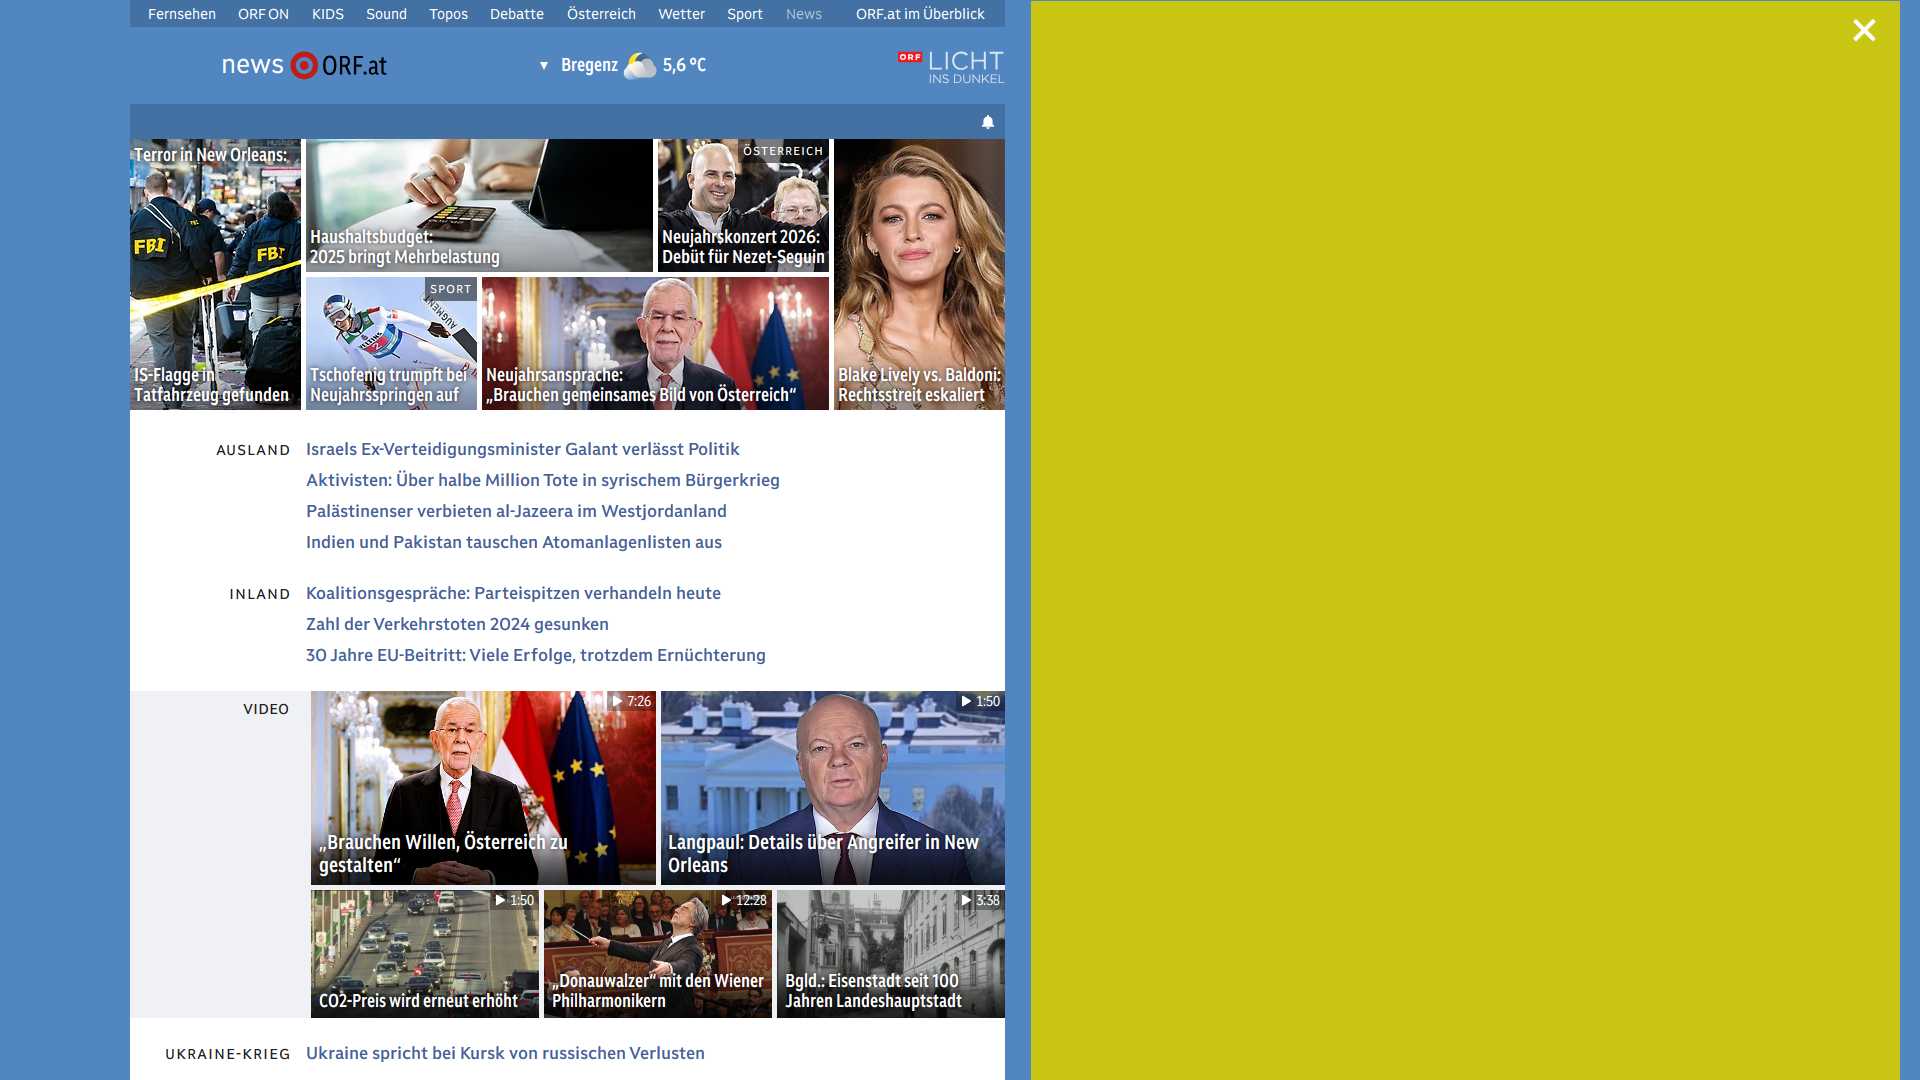 Fernsehen ORF ON KIDS Sound Topos Debatte Österreich Wetter Sport News ORF.at im Überblick
news ORF.at
▼ Bregenz 5,6 °C
ORF LICHT
INS DUNKEL
Terror in New Orleans:
FBI
FBI
IS-Flagge in
Tatfahrzeug gefunden
Haushaltsbudget:
2025 bringt Mehrbelastung
ÖSTERREICH
Neujahrskonzert 2026:
Debüt für Nezet-Seguin
SPORT
AUGMENT
Tschofenig trumpft bei
Neujahrsspringen auf
Neujahrsansprache:
„Brauchen gemeinsames Bild von Österreich“
Blake Lively vs. Baldoni:
Rechtsstreit eskaliert
AUSLAND
Israels Ex-Verteidigungsminister Galant verlässt Politik
Aktivisten: Über halbe Million Tote in syrischem Bürgerkrieg
Palästinenser verbieten al-Jazeera im Westjordanland
Indien und Pakistan tauschen Atomanlagenlisten aus
INLAND
Koalitionsgespräche: Parteispitzen verhandeln heute
Zahl der Verkehrstoten 2024 gesunken
30 Jahre EU-Beitritt: Viele Erfolge, trotzdem Ernüchterung
VIDEO
7:26
„Brauchen Willen, Österreich zu
gestalten“
1:50
Langpaul: Details über Angreifer in New
Orleans
1:50
CO2-Preis wird erneut erhöht
12:28
„Donauwalzer“ mit den Wiener
Philharmonikern
3:38
Bgld.: Eisenstadt seit 100
Jahren Landeshauptstadt
UKRAINE-KRIEG
Ukraine spricht bei Kursk von russischen Verlusten